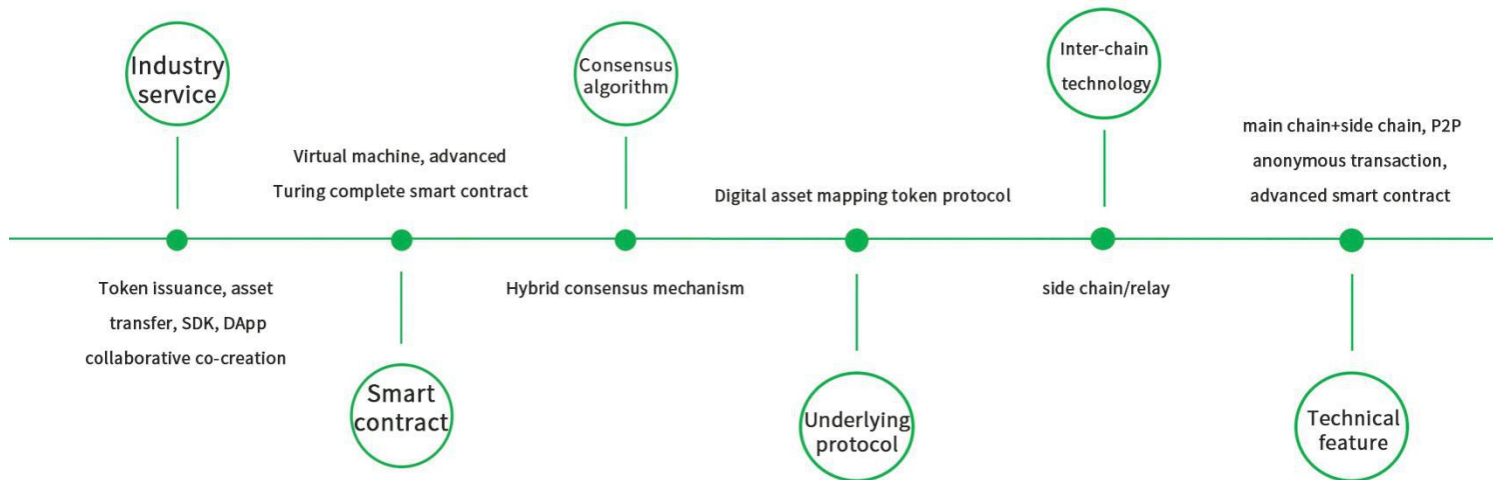 Industry
service
Token issuance, asset
transfer, SDK, DApp
collaborative co-creation
Virtual machine, advanced
Turing complete smart contract
Smart
contract
Consensus
algorithm
Hybrid consensus mechanism
Digital asset mapping token protocol
Underlying
protocol
Inter-chain
technology
side chain/relay
main chain+side chain, P2P
anonymous transaction,
advanced smart contract
Technical
feature